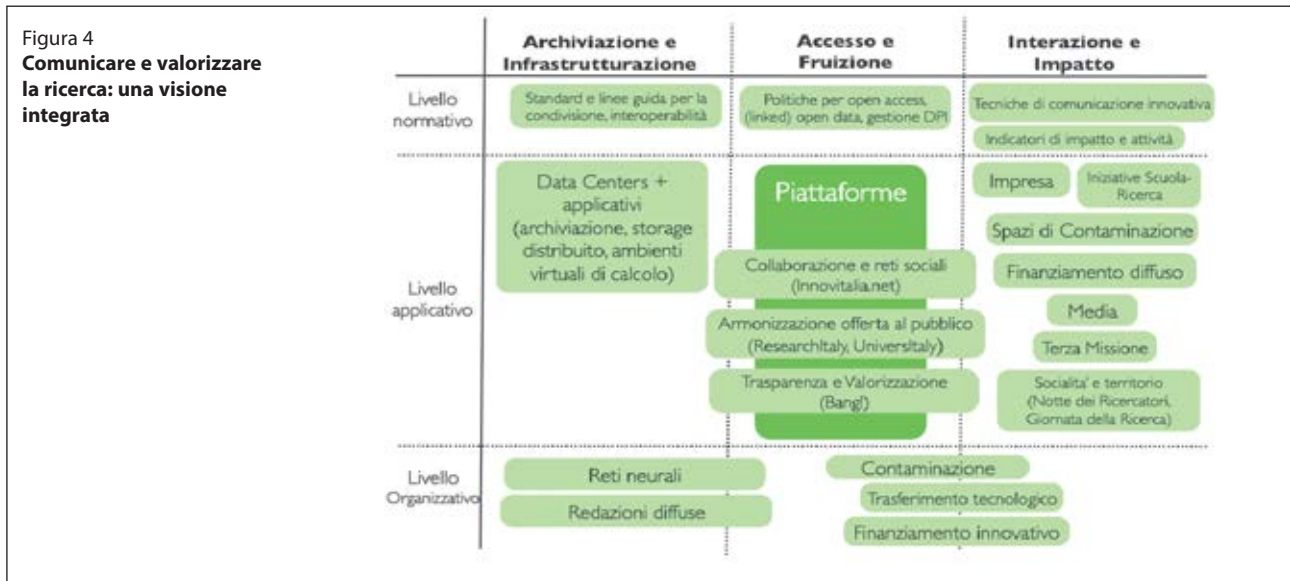 Figura 4
Comunicare e valorizzare
la ricerca: una visione
integrata
Archiviazione e
Infrastrutturazione
Accesso e
Fruizione
Interazione e
Impatto
Livello
normativo
Standard e linee guida per la
condivisione, interoperabilità
Politiche per open access,
(linked) open data, gestione DPI
Tecniche di comunicazione innovativa
Indicatori di impatto e attività
Livello
applicativo
Data Centers +
applicativi
(archiviazione, storage
distribuito, ambienti
virtuali di calcolo)
Piattaforme
Collaborazione e reti sociali
(Innovitalia.net)
Armonizzazione offerta al pubblico
(ResearchItaly, UniversItaly)
Trasparenza e Valorizzazione
(Bang!)
Impresa
Iniziative Scuola-
Ricerca
Spazi di Contaminazione
Finanziamento diffuso
Media
Terza Missione
Socialita' e territorio
(Notte dei Ricercatori,
Giornata della Ricerca)
Livello
Organizzativo
Reti neurali
Redazioni diffuse
Contaminazione
Trasferimento tecnologico
Finanziamento innovativo